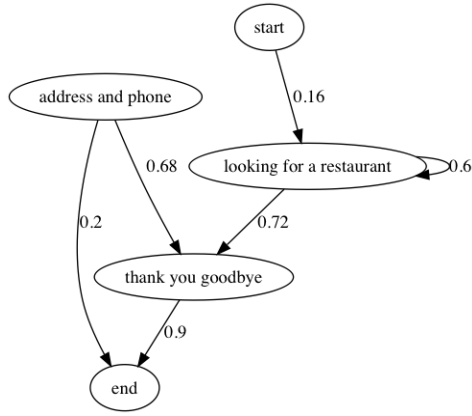 start
address and phone
0.16
0.68
looking for a restaurant
0.6
0.2
0.72
thank you goodbye
0.9
end